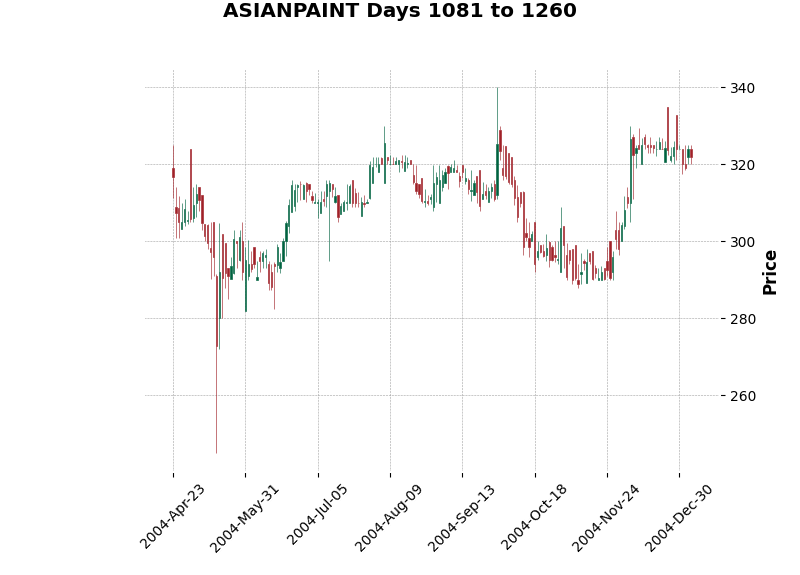 ASIANPAINT Days 1081 to 1260
340
320
300
280
260
Price
2004-Apr-23
2004-May-31
2004-Jul-05
2004-Aug-09
2004-Sep-13
2004-Oct-18
2004-Nov-24
2004-Dec-30